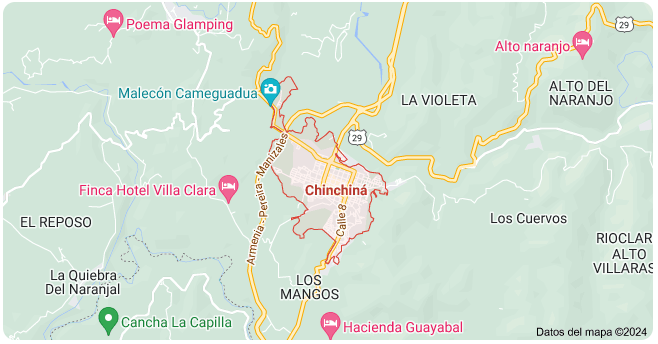 Poema Glamping
29
Alto naranjo
Malecón Cameguadua
LA VIOLETA
ALTO DEL
NARANJO
29
Armenia - Pereira - Manizales
Chinchiná
Finca Hotel Villa Clara
Calle 8
EL REPOSO
Los Cuervos
RIOCLAR
ALTO
VILLARAS
La Quiebra
Del Naranjal
LOS
MANGOS
Cancha La Capilla
Hacienda Guayabal
Datos del mapa ©2024